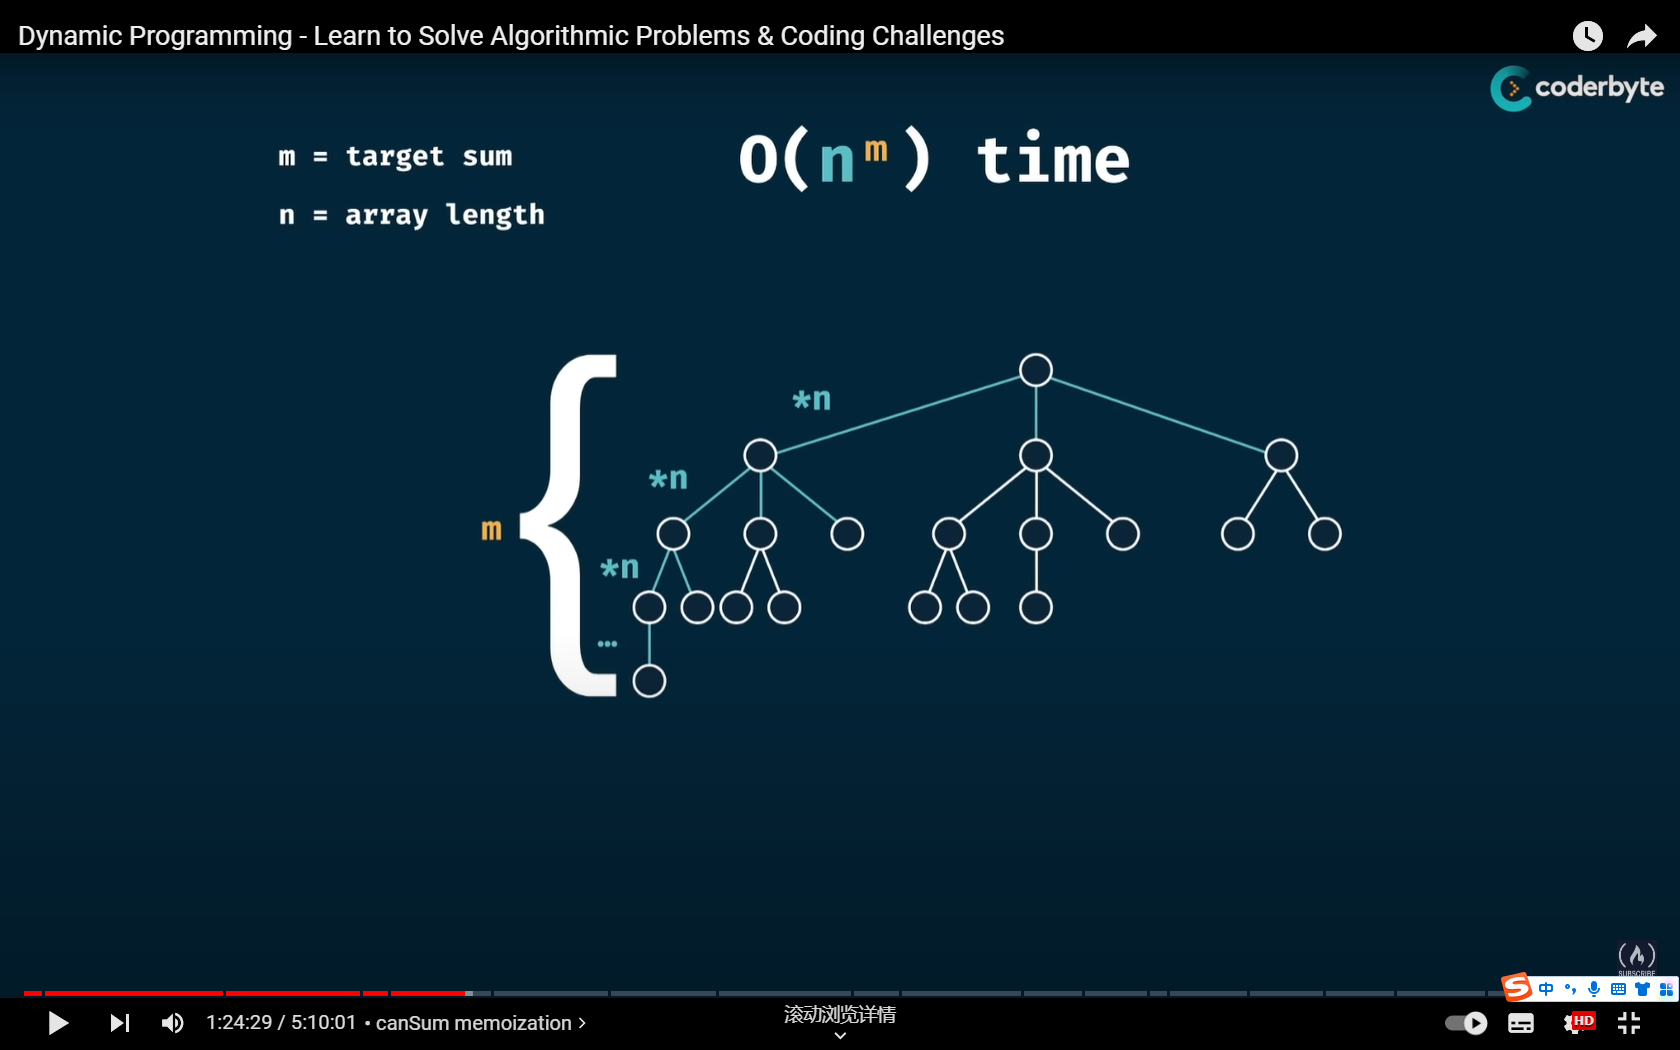 Dynamic Programming - Learn to Solve Algorithmic Problems & Coding Challenges
coderbyte
m = target sum
O(nᵐ) time
n = array length
*n
*n
m
*n
...
SUBSCRIBE
中
1:24:29 / 5:10:01 • canSum memoization >
滚动浏览详情
HD